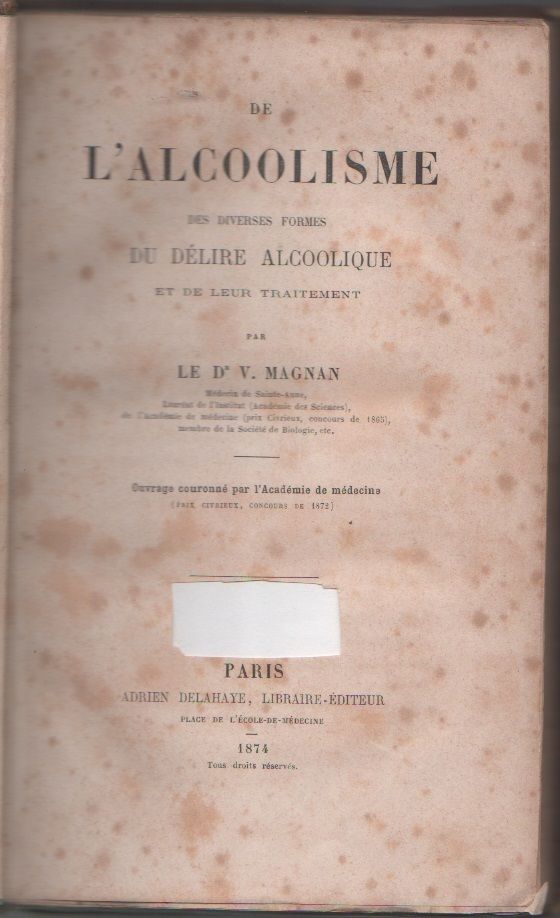 DE
L'ALCOOLISME
DES DIVERSES FORMES
DU DÉLIRE ALCOOLIQUE
ET DE LEUR TRAITEMENT
PAR
LE Dr V. MAGNAN
Médecin de Sainte-Anne,
Lauréat de l'Institut (Académie des Sciences),
de l'Académie de médecine (prix Civrieux, concours de 1865),
membre de la Société de Biologie, etc.
Ouvrage couronné par l'Académie de médecine
(PRIX CIVRIEUX, CONCOURS DE 1872)
PARIS
ADRIEN DELAHAYE, LIBRAIRE-ÉDITEUR
PLACE DE L'ÉCOLE-DE-MÉDECINE
1874
Tous droits réservés.